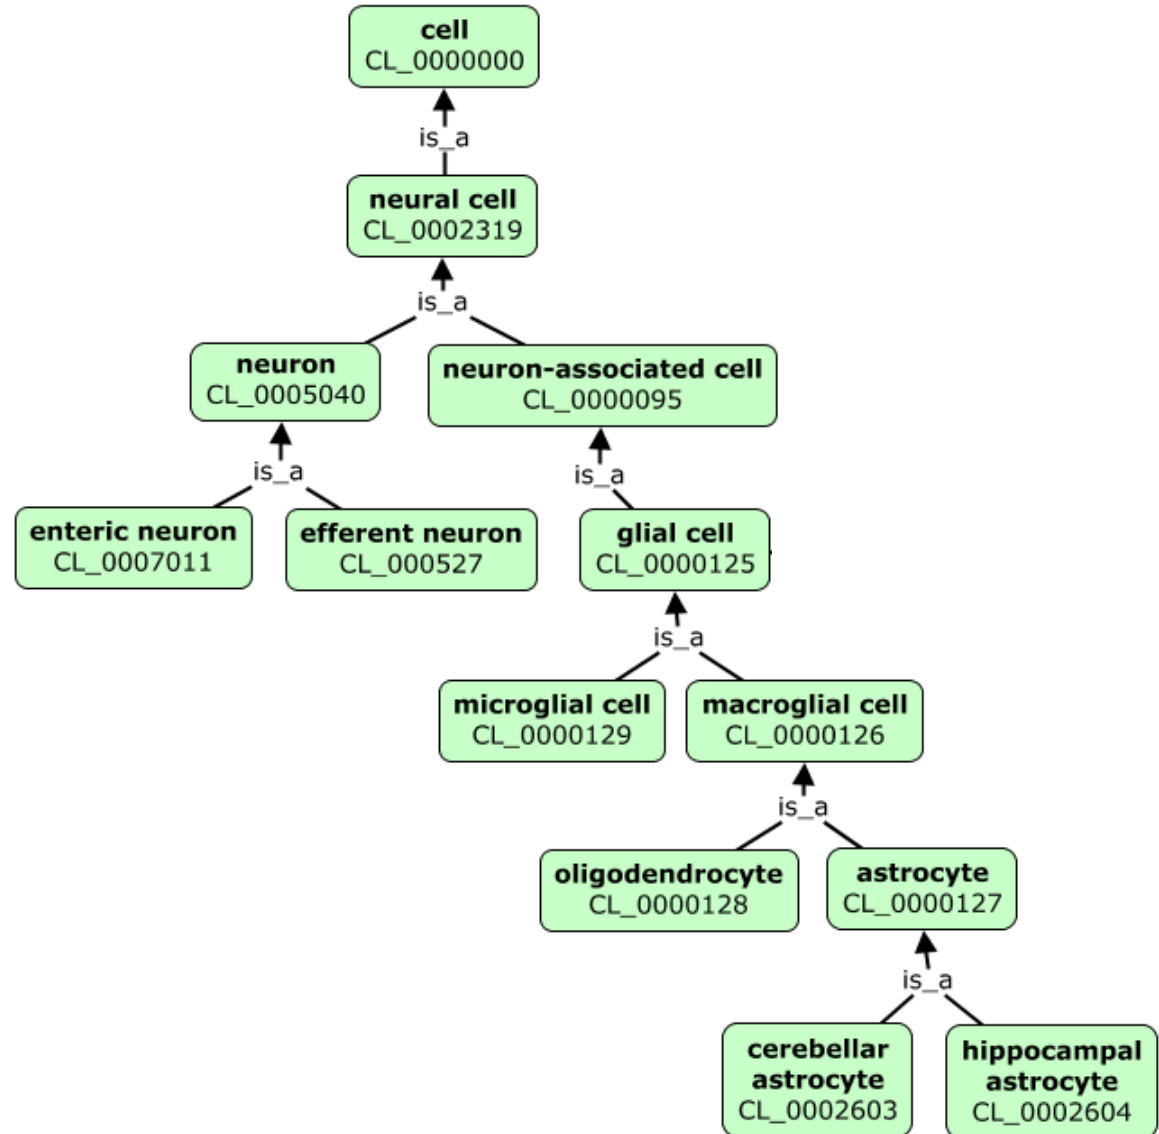 cell
CL_0000000
is_a
neural cell
CL_0002319
is_a
neuron
CL_0005040
neuron-associated cell
CL_0000095
is_a
is_a
enteric neuron
CL_0007011
efferent neuron
CL_000527
glial cell
CL_0000125
is_a
microglial cell
CL_0000129
macroglial cell
CL_0000126
is_a
oligodendrocyte
CL_0000128
astrocyte
CL_0000127
is_a
cerebellar
astrocyte
CL_0002603
hippocampal
astrocyte
CL_0002604